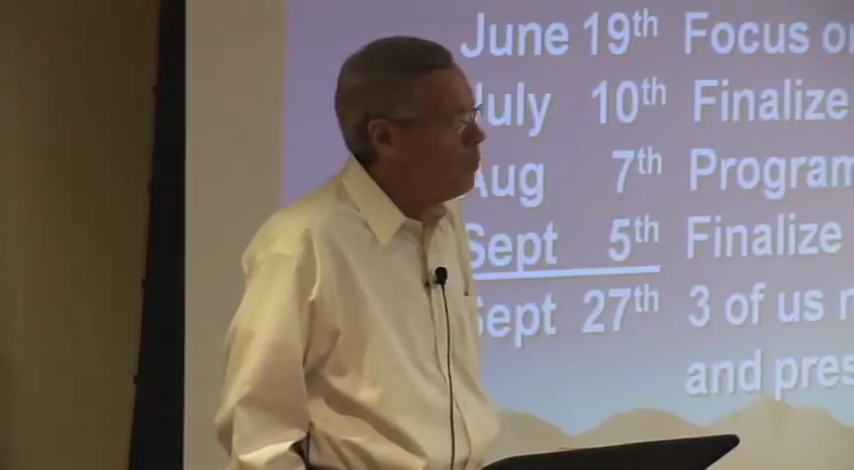 June 19th Focus on
July 10th Finalize
Aug 7th Program
Sept 5th Finalize
Sept 27th 3 of us
and pres